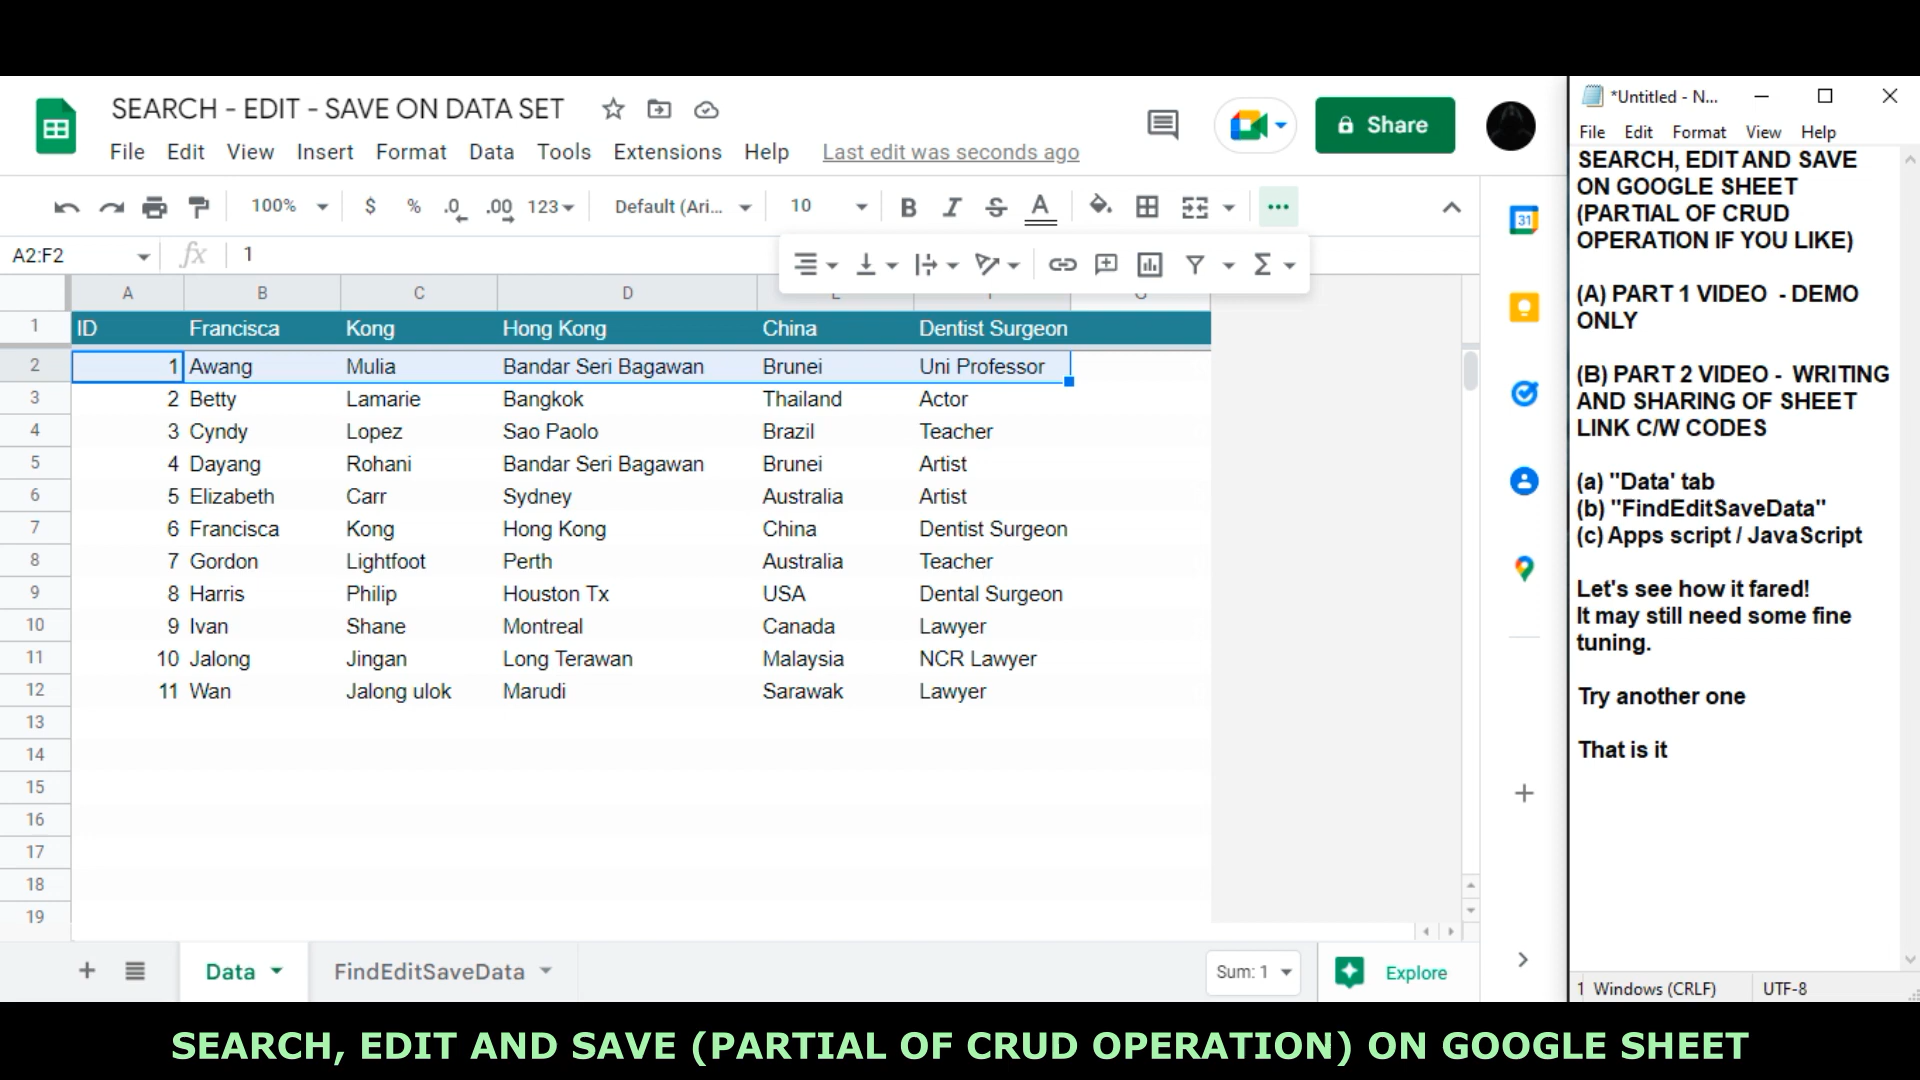 SEARCH - EDIT - SAVE ON DATA SET
File Edit View Insert Format Data Tools Extensions Help Last edit was seconds ago
Share
100% $ % .0 .00 123 Default (Ari... 10 B I S A
A2:F2 fx 1
A B C D
1 ID Francisca Kong Hong Kong China Dentist Surgeon
2 1 Awang Mulia Bandar Seri Bagawan Brunei Uni Professor
3 2 Betty Lamarie Bangkok Thailand Actor
4 3 Cyndy Lopez Sao Paolo Brazil Teacher
5 4 Dayang Rohani Bandar Seri Bagawan Brunei Artist
6 5 Elizabeth Carr Sydney Australia Artist
7 6 Francisca Kong Hong Kong China Dentist Surgeon
8 7 Gordon Lightfoot Perth Australia Teacher
9 8 Harris Philip Houston Tx USA Dental Surgeon
10 9 Ivan Shane Montreal Canada Lawyer
11 10 Jalong Jingan Long Terawan Malaysia NCR Lawyer
12 11 Wan Jalong ulok Marudi Sarawak Lawyer
13
14
15
16
17
18
19
Data FindEditSaveData Sum: 1 Explore
31
*Untitled - N...
File Edit Format View Help
SEARCH, EDIT AND SAVE
ON GOOGLE SHEET
(PARTIAL OF CRUD
OPERATION IF YOU LIKE)
(A) PART 1 VIDEO - DEMO
ONLY
(B) PART 2 VIDEO - WRITING
AND SHARING OF SHEET
LINK C/W CODES
(a) "Data' tab
(b) "FindEditSaveData"
(c) Apps script / JavaScript
Let's see how it fared!
It may still need some fine
tuning.
Try another one
That is it
1 Windows (CRLF) UTF-8
SEARCH, EDIT AND SAVE (PARTIAL OF CRUD OPERATION) ON GOOGLE SHEET